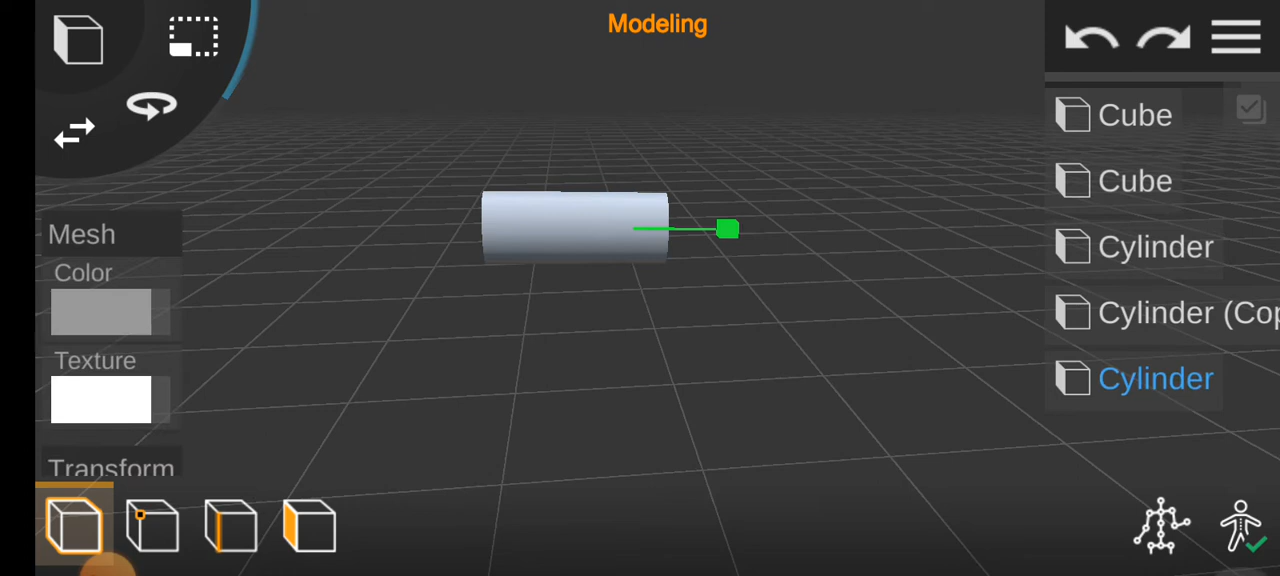 Modeling
Mesh
Color
Texture
Transform
Cube
Cube
Cylinder
Cylinder (Cop
Cylinder